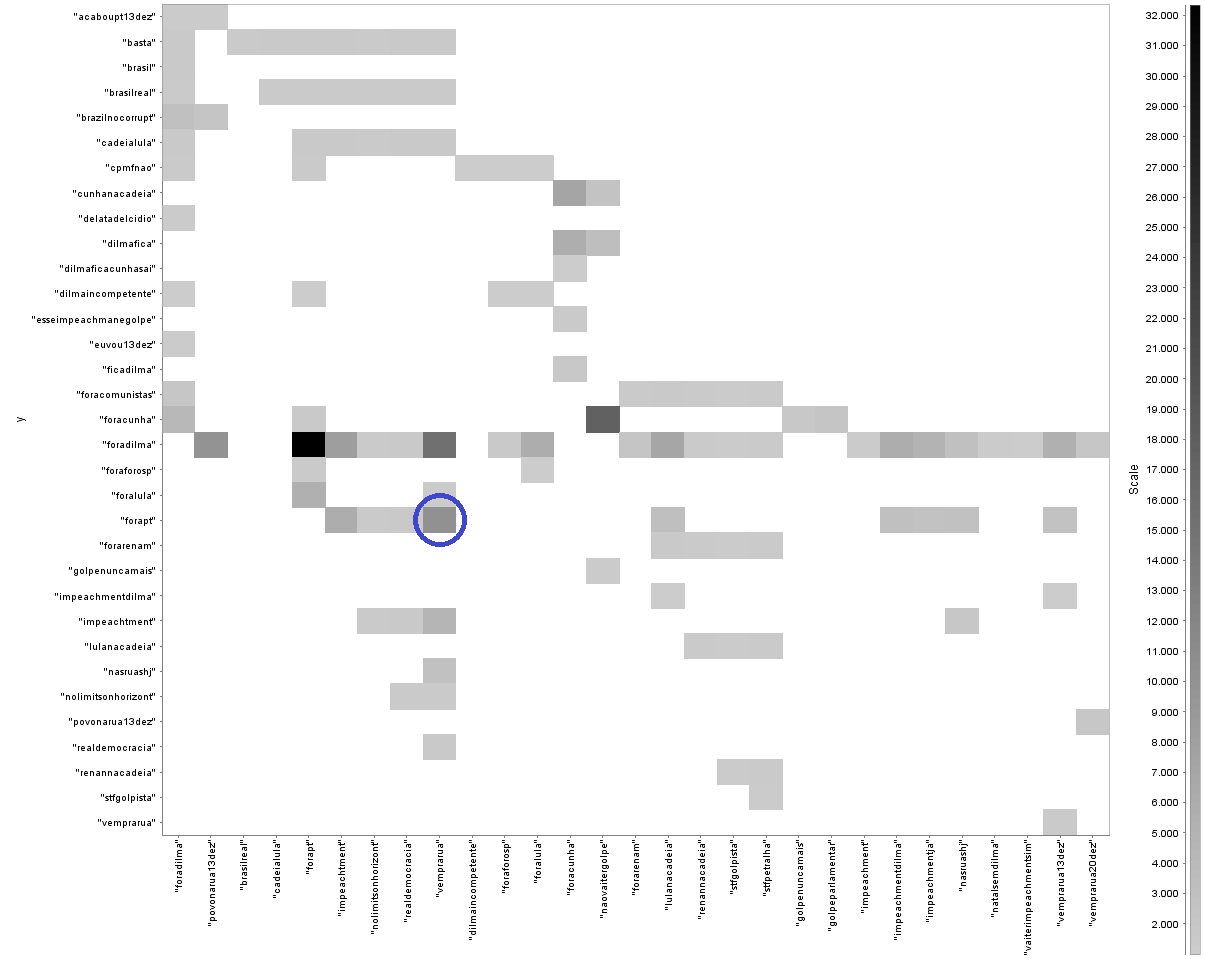 "acaboupt13dez"
"basta"
"brasil"
"brasilreal"
"brazilnocorrupt"
"cadeialula"
"cpmfnao"
"cunhanacadeia"
"delatadelcidio"
"dilmafica"
"dilmaficacunhasai"
"dilmaincompetente"
"esseimpeachmanegolpe"
"euvou13dez"
"ficadilma"
"foracomunistas"
"foracunha"
"foradilma"
"foraforosp"
"foralula"
"forapt"
"forarenam"
"golpenuncamais"
"impeachmentdilma"
"impeachtment"
"lulanacadeia"
"nasruashj"
"nolimitsonhorizont"
"povonarua13dez"
"realdemocracia"
"renannacadeia"
"stfgolpista"
"vemprarua"
y
"foradilma"
"povonarua13dez"
"brasilreal"
"cadeialula"
"forapt"
"impeachtment"
"nolimitsonhorizont"
"realdemocracia"
"vemprarua"
"dilmaincompetente"
"foraforosp"
"foralula"
"foracunha"
"naovaitergolpe"
"forarenam"
"lulanacadeia"
"renannacadeia"
"stfgolpista"
"stfpetralha"
"golpenuncamais"
"golpeparlamentar"
"impeachment"
"impeachmentdilma"
"impeachmentja"
"nasruashj"
"natalsemdilma"
"vaiterimpeachmentsim"
"vemprarua13dez"
"vemprarua20dez"
Scale
32.000
31.000
30.000
29.000
28.000
27.000
26.000
25.000
24.000
23.000
22.000
21.000
20.000
19.000
18.000
17.000
16.000
15.000
14.000
13.000
12.000
11.000
10.000
9.000
8.000
7.000
6.000
5.000
4.000
3.000
2.000